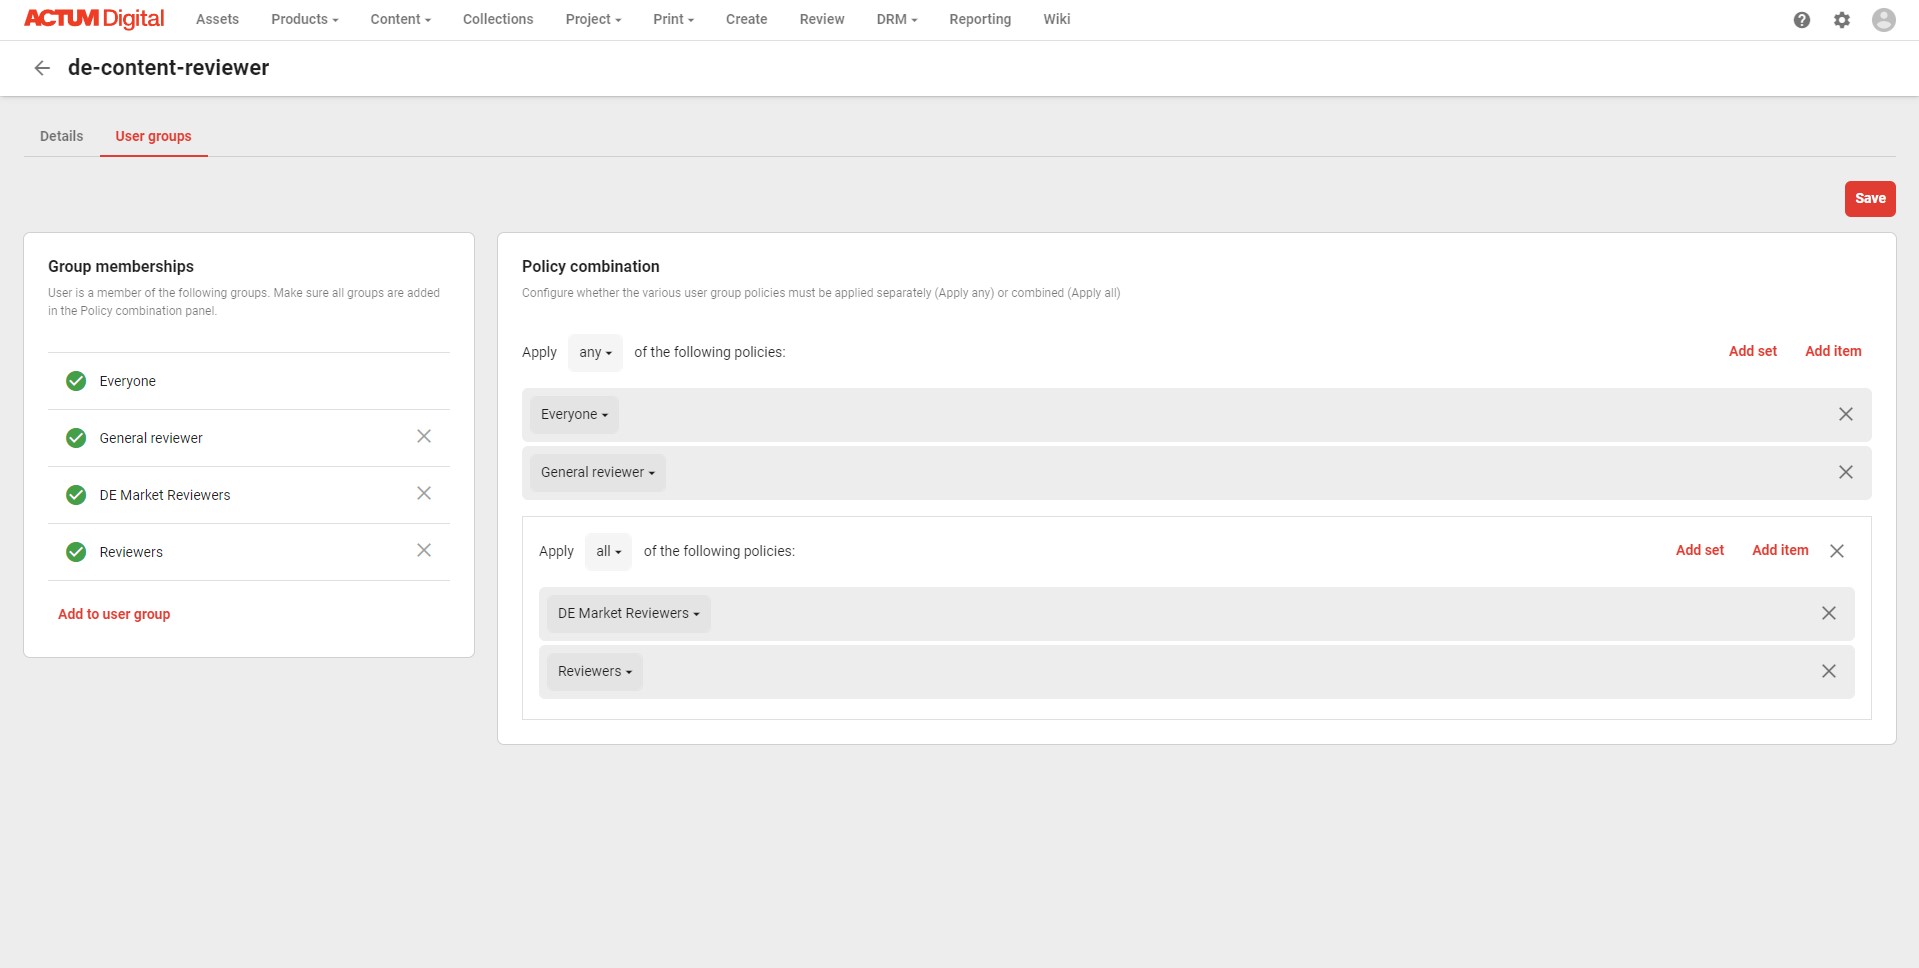 ACTUM Digital Assets Products Content Collections Project Print Create Review DRM Reporting Wiki
de-content-reviewer
Details User groups
Save
Group memberships
User is a member of the following groups. Make sure all groups are added
in the Policy combination panel.
Everyone
General reviewer
DE Market Reviewers
Reviewers
Add to user group
Policy combination
Configure whether the various user group policies must be applied separately (Apply any) or combined (Apply all)
Apply any of the following policies: Add set Add item
Everyone
General reviewer
Apply all of the following policies: Add set Add item
DE Market Reviewers
Reviewers